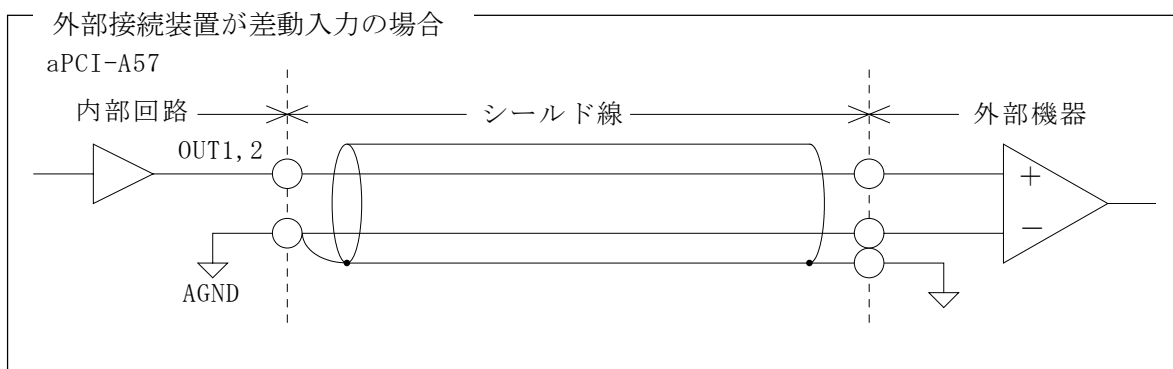 外部接続装置が差動入力の場合
aPCI-A57
内部回路
シールド線
外部機器
OUT1,2
+
−
AGND